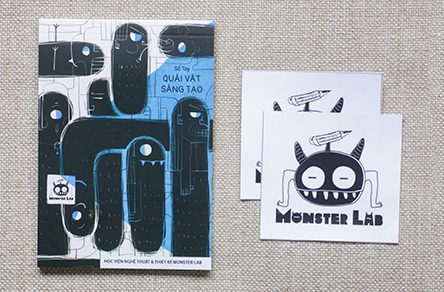 Sổ Tay
QUÁI VẬT
SÁNG TẠO
MONSTER LAB
HỌC VIỆN NGHỆ THUẬT & THIẾT KẾ MONSTER LAB
MONSTER LAB